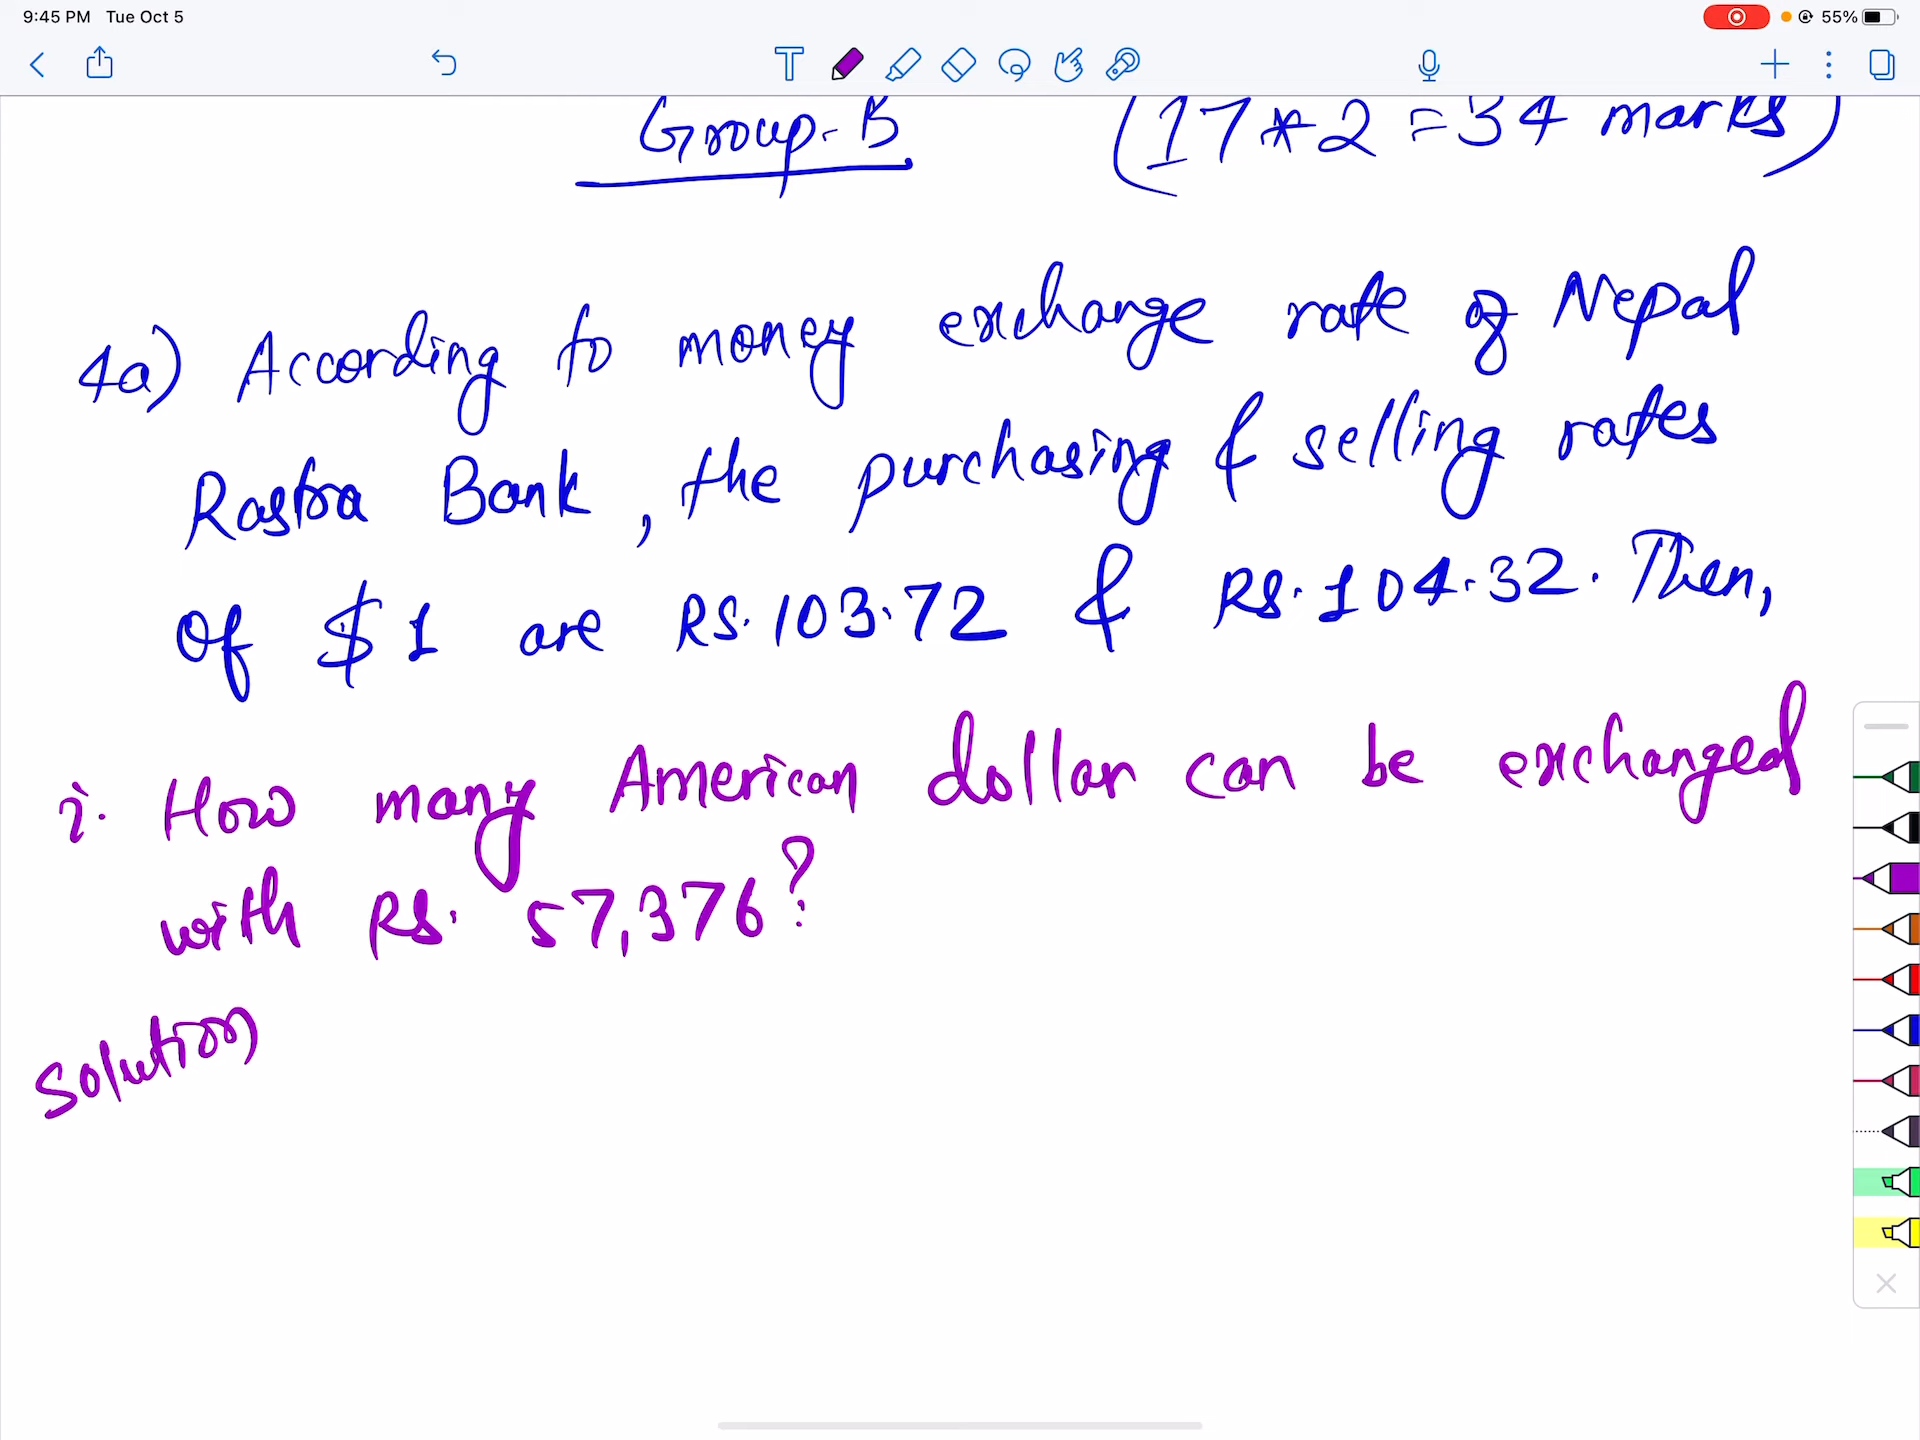 9:45 PM Tue Oct 5
55%
Group-B (17*2=34 marks)
4a) According to money exchange rate of Nepal
Rastra Bank, the purchasing & selling rates
of $1 are RS. 103.72 & RS. 104.32. Then,
i. How many American dollar can be exchanged
with RS. 57,376?
Solution